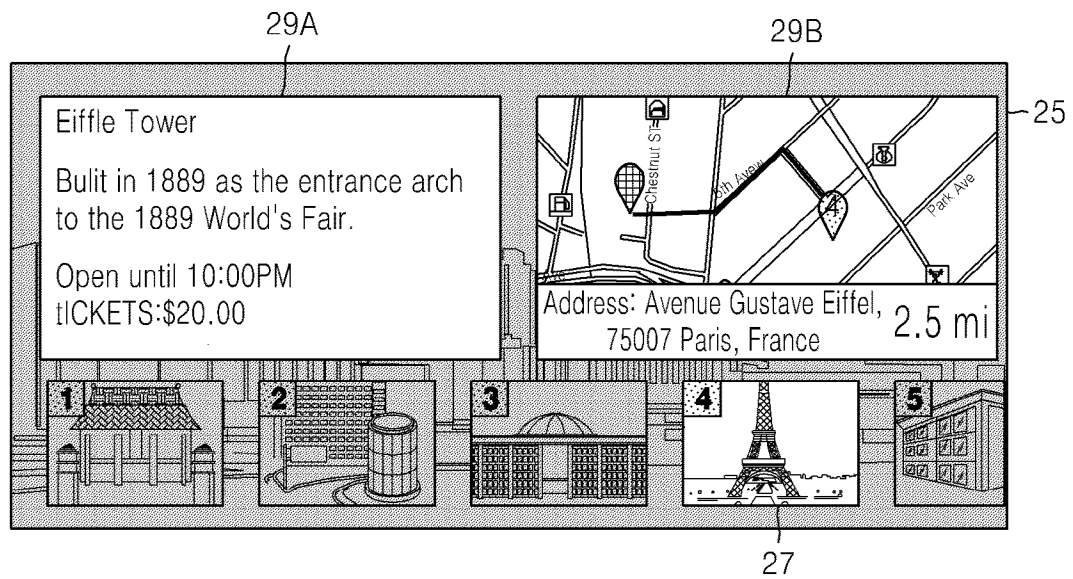 29A
29B
25
Eiffle Tower
Bulit in 1889 as the entrance arch
to the 1889 World's Fair.
Open until 10:00PM
tICKETS:$20.00
Chestnut ST
5th Avew
Park Ave
4
Address: Avenue Gustave Eiffel,
75007 Paris, France
2.5 mi
1
2
3
4
5
27